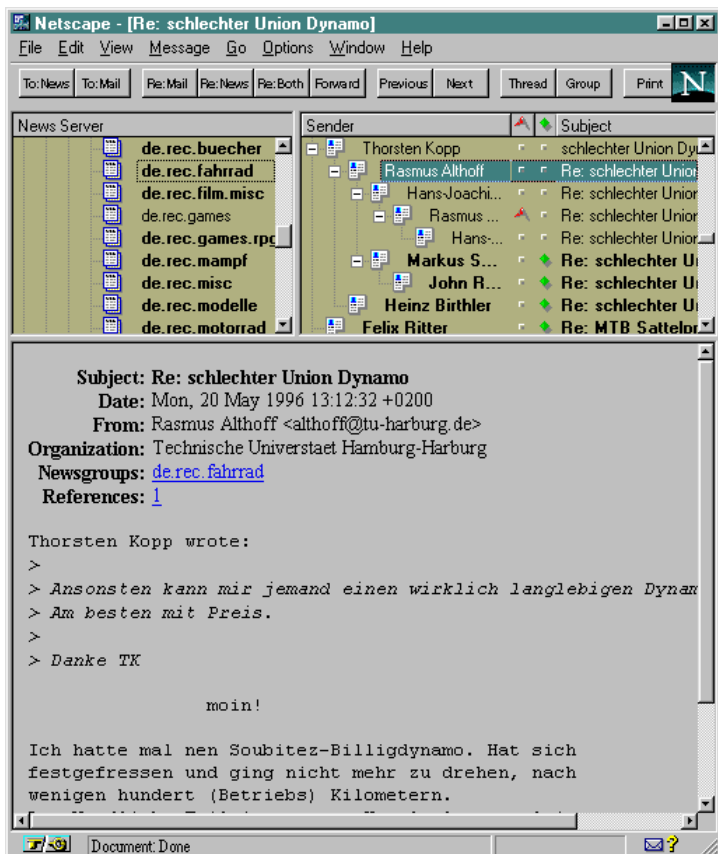 Netscape - [Re: schlechter Union Dynamo]
File Edit View Message Go Options Window Help
To:News To:Mail Re:Mail Re:News Re:Both Forward Previous Next Thread Group Print N
News Server
de.rec.buecher
de.rec.fahrrad
de.rec.film.misc
de.rec.games
de.rec.games.rpg
de.rec.mampf
de.rec.misc
de.rec.modelle
de.rec.motorrad
Sender Subject
Thorsten Kopp schlechter Union Dy
Rasmus Althoff Re: schlechter Union
Hans-Joachi... Re: schlechter Union
Rasmus ... Re: schlechter Union
Hans-... Re: schlechter Union
Markus S... Re: schlechter U
John R... Re: schlechter U
Heinz Birthler Re: schlechter U
Felix Ritter Re: MTB Sattelp
Subject: Re: schlechter Union Dynamo
Date: Mon, 20 May 1996 13:12:32 +0200
From: Rasmus Althoff <althoff@tu-harburg.de>
Organization: Technische Universtaet Hamburg-Harburg
Newsgroups: de.rec.fahrrad
References: 1
Thorsten Kopp wrote:
>
> Ansonsten kann mir jemand einen wirklich langlebigen Dynam
> Am besten mit Preis.
>
> Danke TK
moin!
Ich hatte mal nen Soubitez-Billigdynamo. Hat sich
festgefressen und ging nicht mehr zu drehen, nach
wenigen hundert (Betriebs) Kilometern.
Document: Done